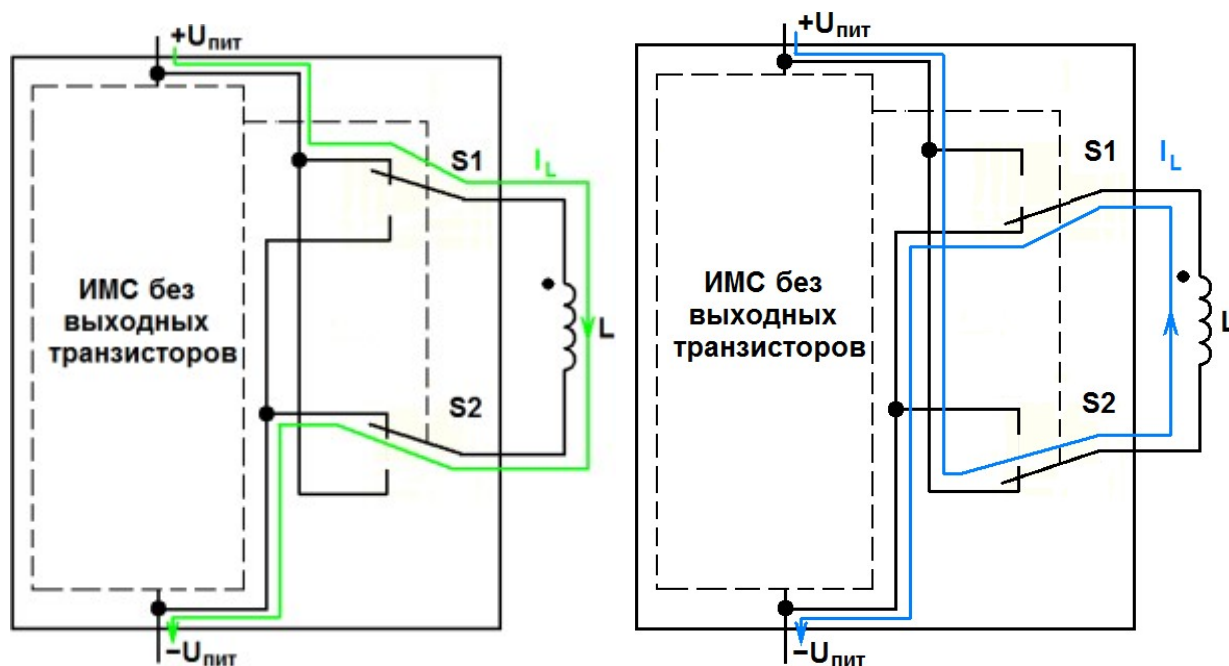 +Uпит
S1
IL
ИМС без
выходных
транзисторов
L
S2
−Uпит
+Uпит
S1
IL
ИМС без
выходных
транзисторов
L
S2
−Uпит